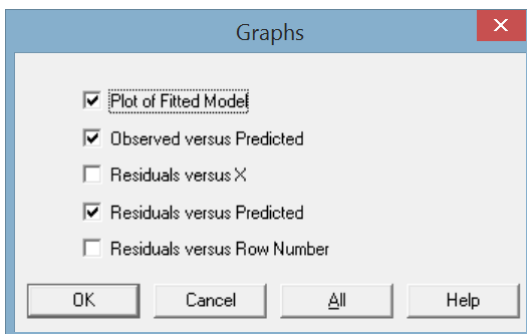 Graphs
Plot of Fitted Model
Observed versus Predicted
Residuals versus X
Residuals versus Predicted
Residuals versus Row Number
OK Cancel All Help